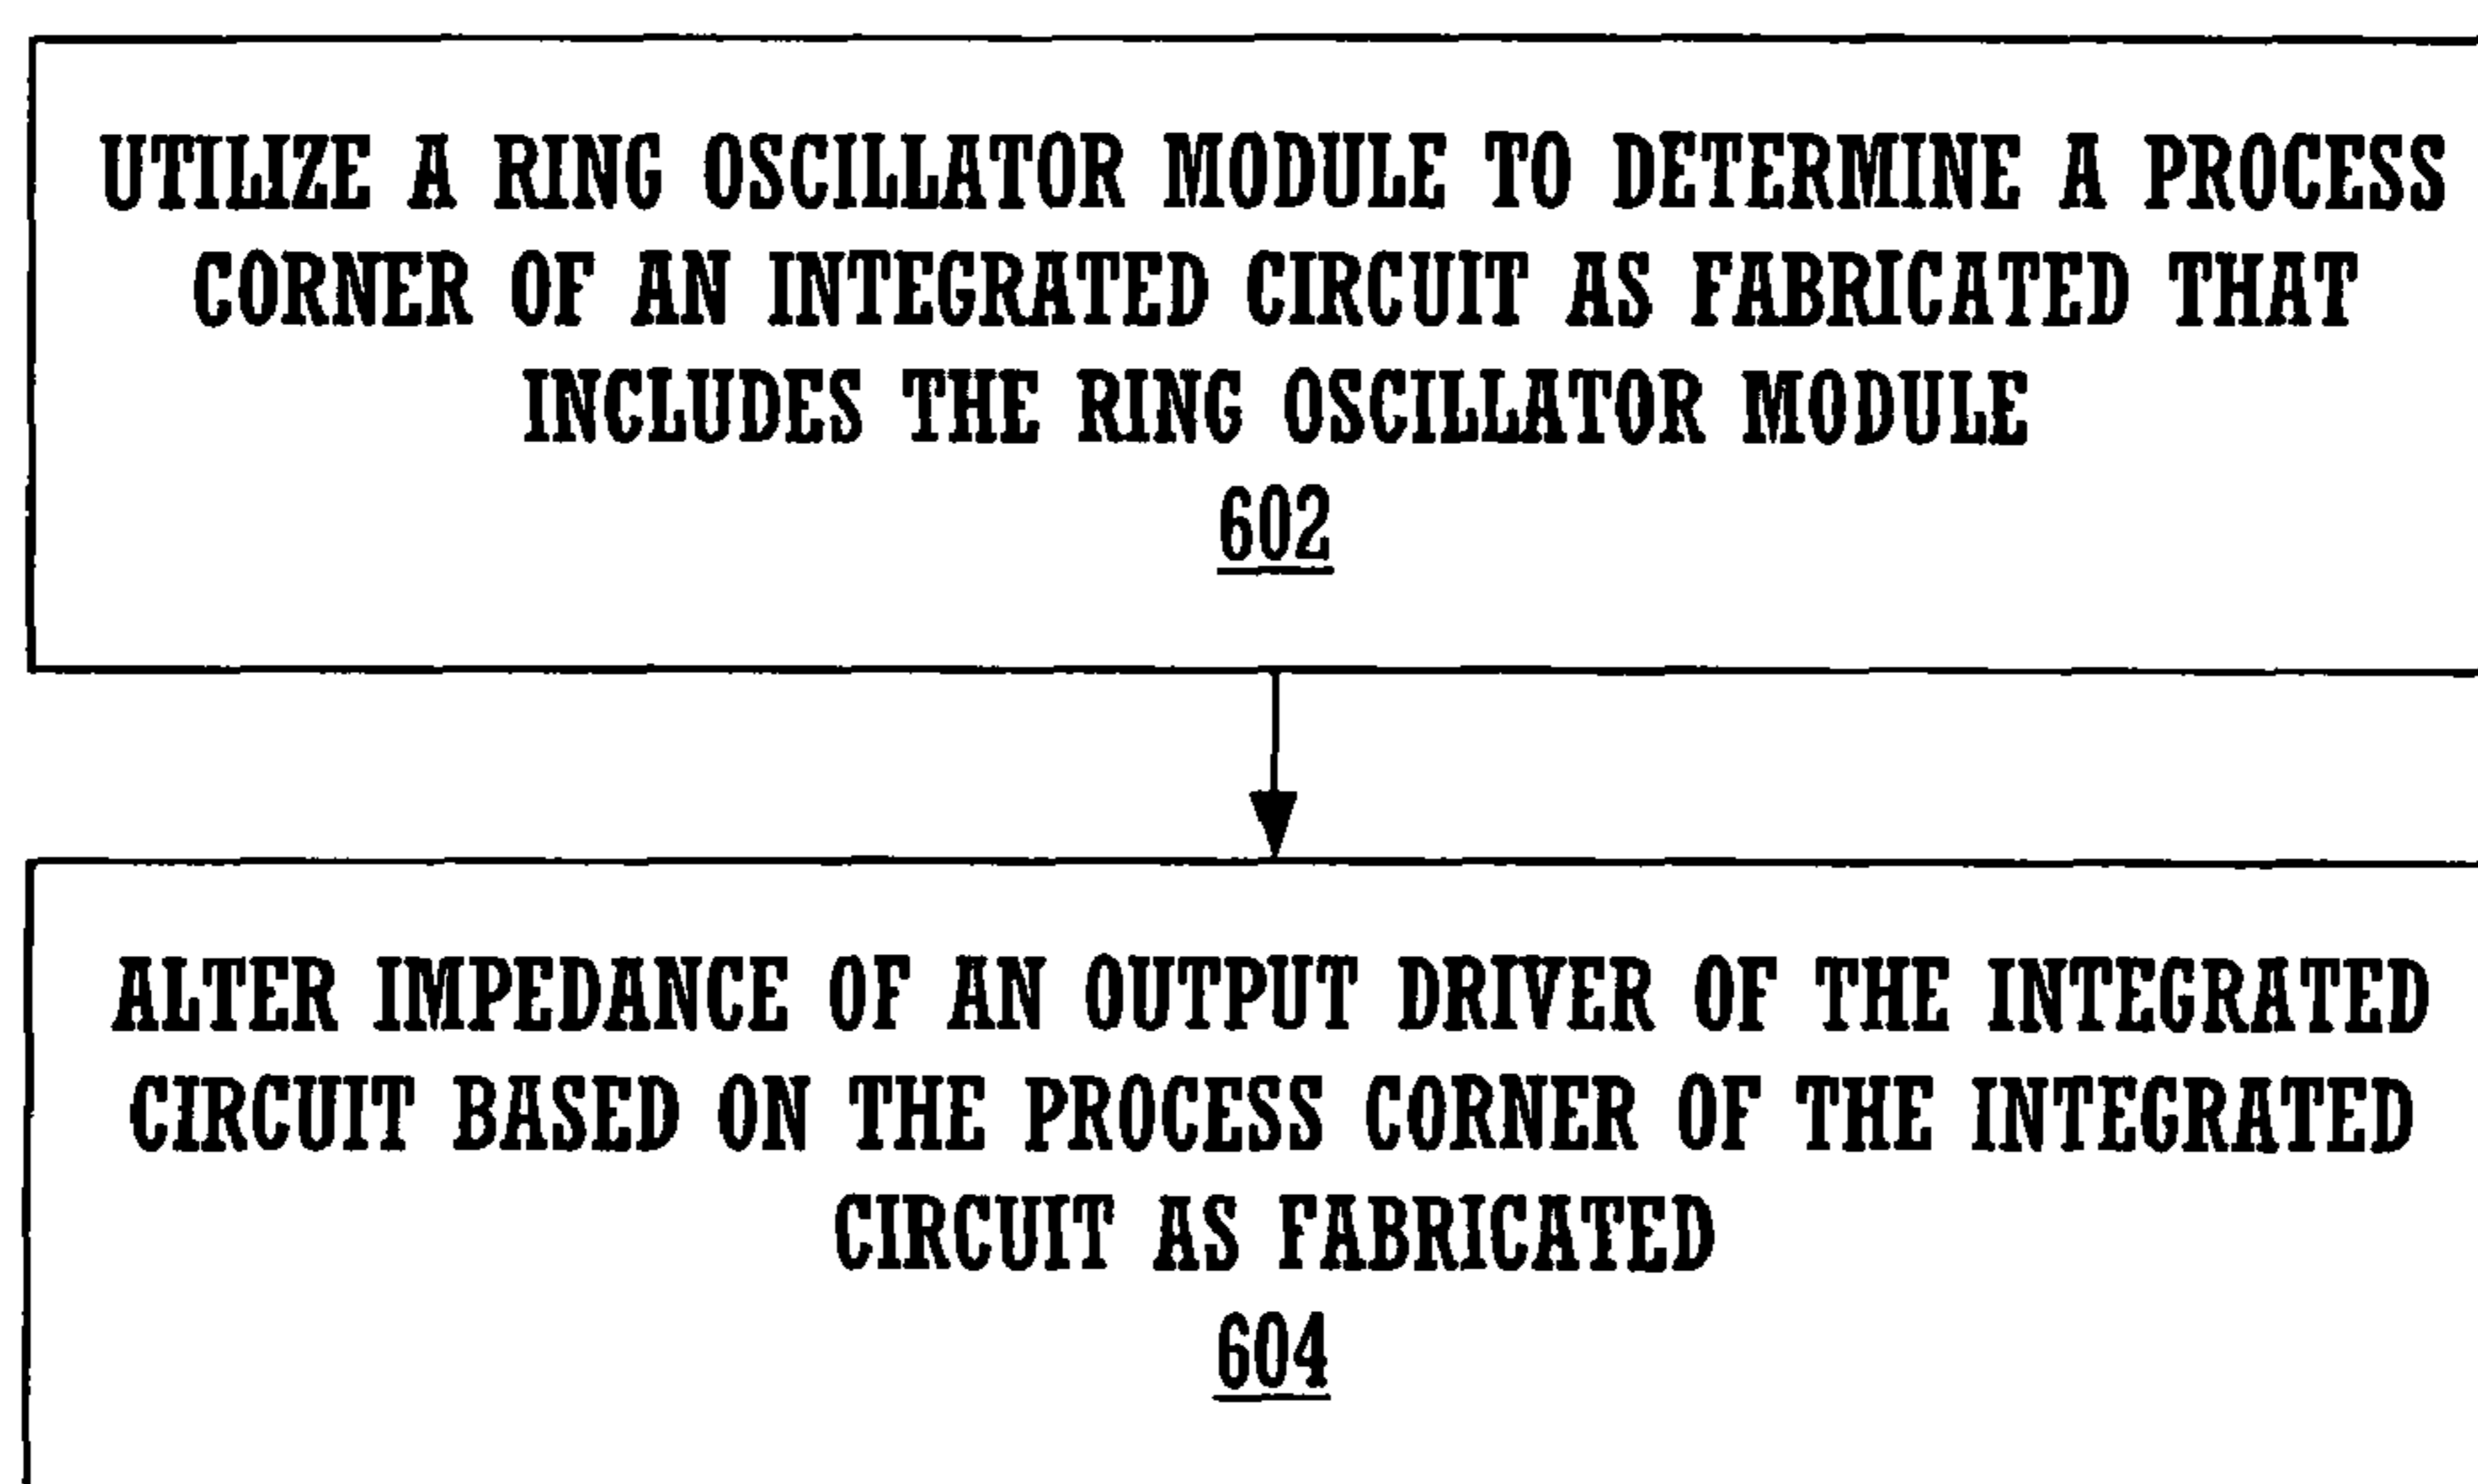 UTILIZE A RING OSCILLATOR MODULE TO DETERMINE A PROCESS
CORNER OF AN INTEGRATED CIRCUIT AS FABRICATED THAT
INCLUDES THE RING OSCILLATOR MODULE
602
ALTER IMPEDANCE OF AN OUTPUT DRIVER OF THE INTEGRATED
CIRCUIT BASED ON THE PROCESS CORNER OF THE INTEGRATED
CIRCUIT AS FABRICATED
604